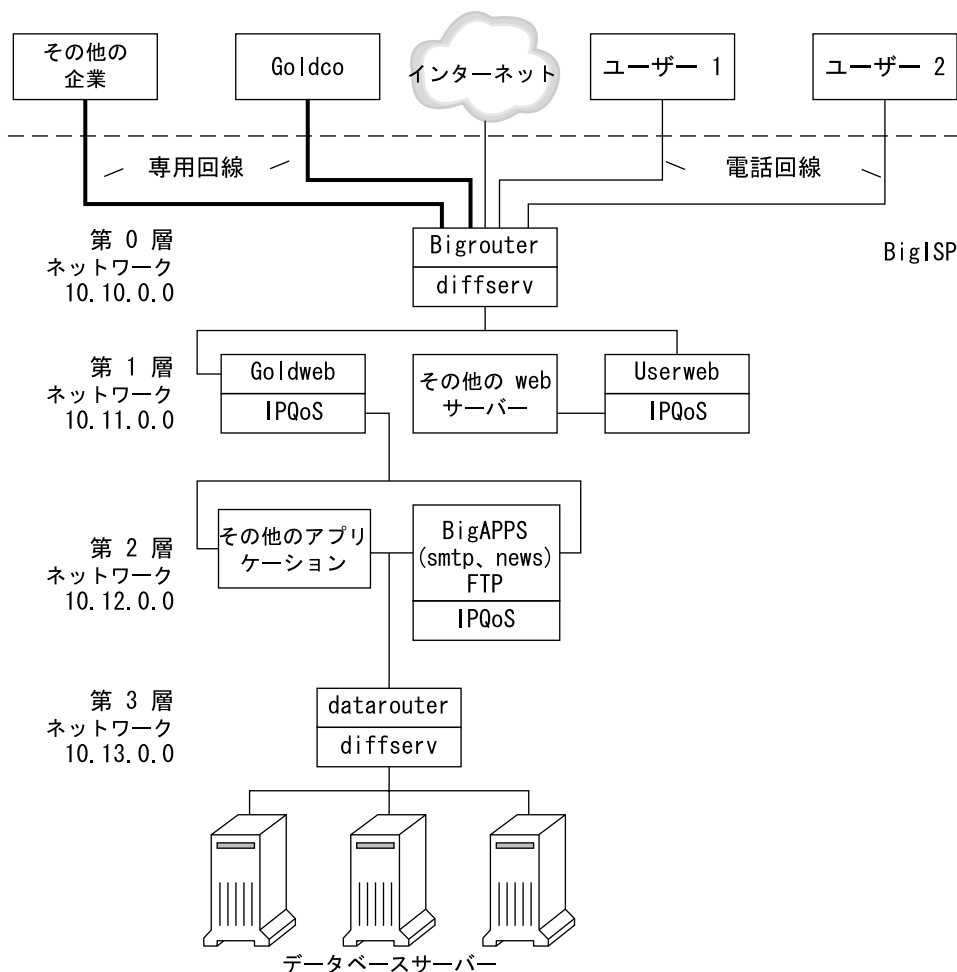 その他の
企業
Goldco
インターネット
ユーザー 1
ユーザー 2
専用回線
電話回線
第 0 層
ネットワーク
10.10.0.0
Bigrouter
diffserv
BigISP
第 1 層
ネットワーク
10.11.0.0
Goldweb
IPQoS
その他の web
サーバー
Userweb
IPQoS
第 2 層
ネットワーク
10.12.0.0
その他のアプリ
ケーション
BigAPPS
(smtp、news)
FTP
IPQoS
第 3 層
ネットワーク
10.13.0.0
datarouter
diffserv
データベースサーバー